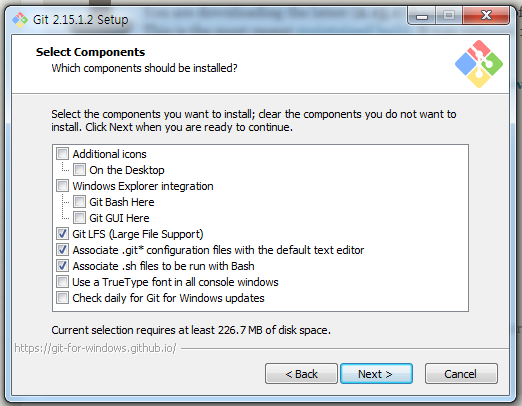 Git 2.15.1.2 Setup
Select Components
Which components should be installed?
Select the components you want to install; clear the components you do not want to
install. Click Next when you are ready to continue.
Additional icons
On the Desktop
Windows Explorer integration
Git Bash Here
Git GUI Here
Git LFS (Large File Support)
Associate .git* configuration files with the default text editor
Associate .sh files to be run with Bash
Use a TrueType font in all console windows
Check daily for Git for Windows updates
Current selection requires at least 226.7 MB of disk space.
https://git-for-windows.github.io/
< Back
Next >
Cancel